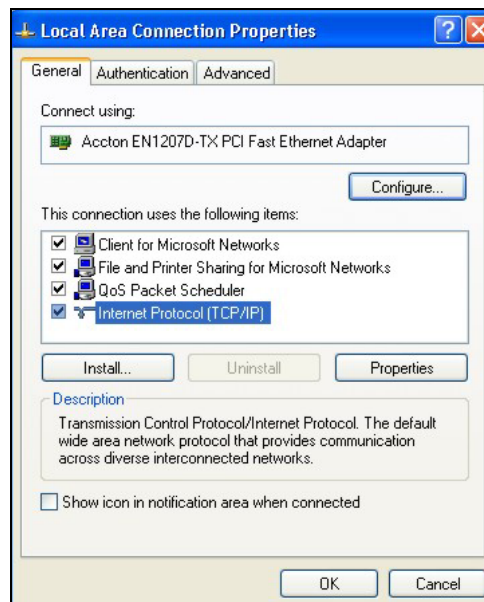 Local Area Connection Properties
General Authentication Advanced
Connect using:
Accton EN1207D-TX PCI Fast Ethernet Adapter
Configure...
This connection uses the following items:
Client for Microsoft Networks
File and Printer Sharing for Microsoft Networks
QoS Packet Scheduler
Internet Protocol (TCP/IP)
Install... Uninstall Properties
Description
Transmission Control Protocol/Internet Protocol. The default
wide area network protocol that provides communication
across diverse interconnected networks.
Show icon in notification area when connected
OK Cancel